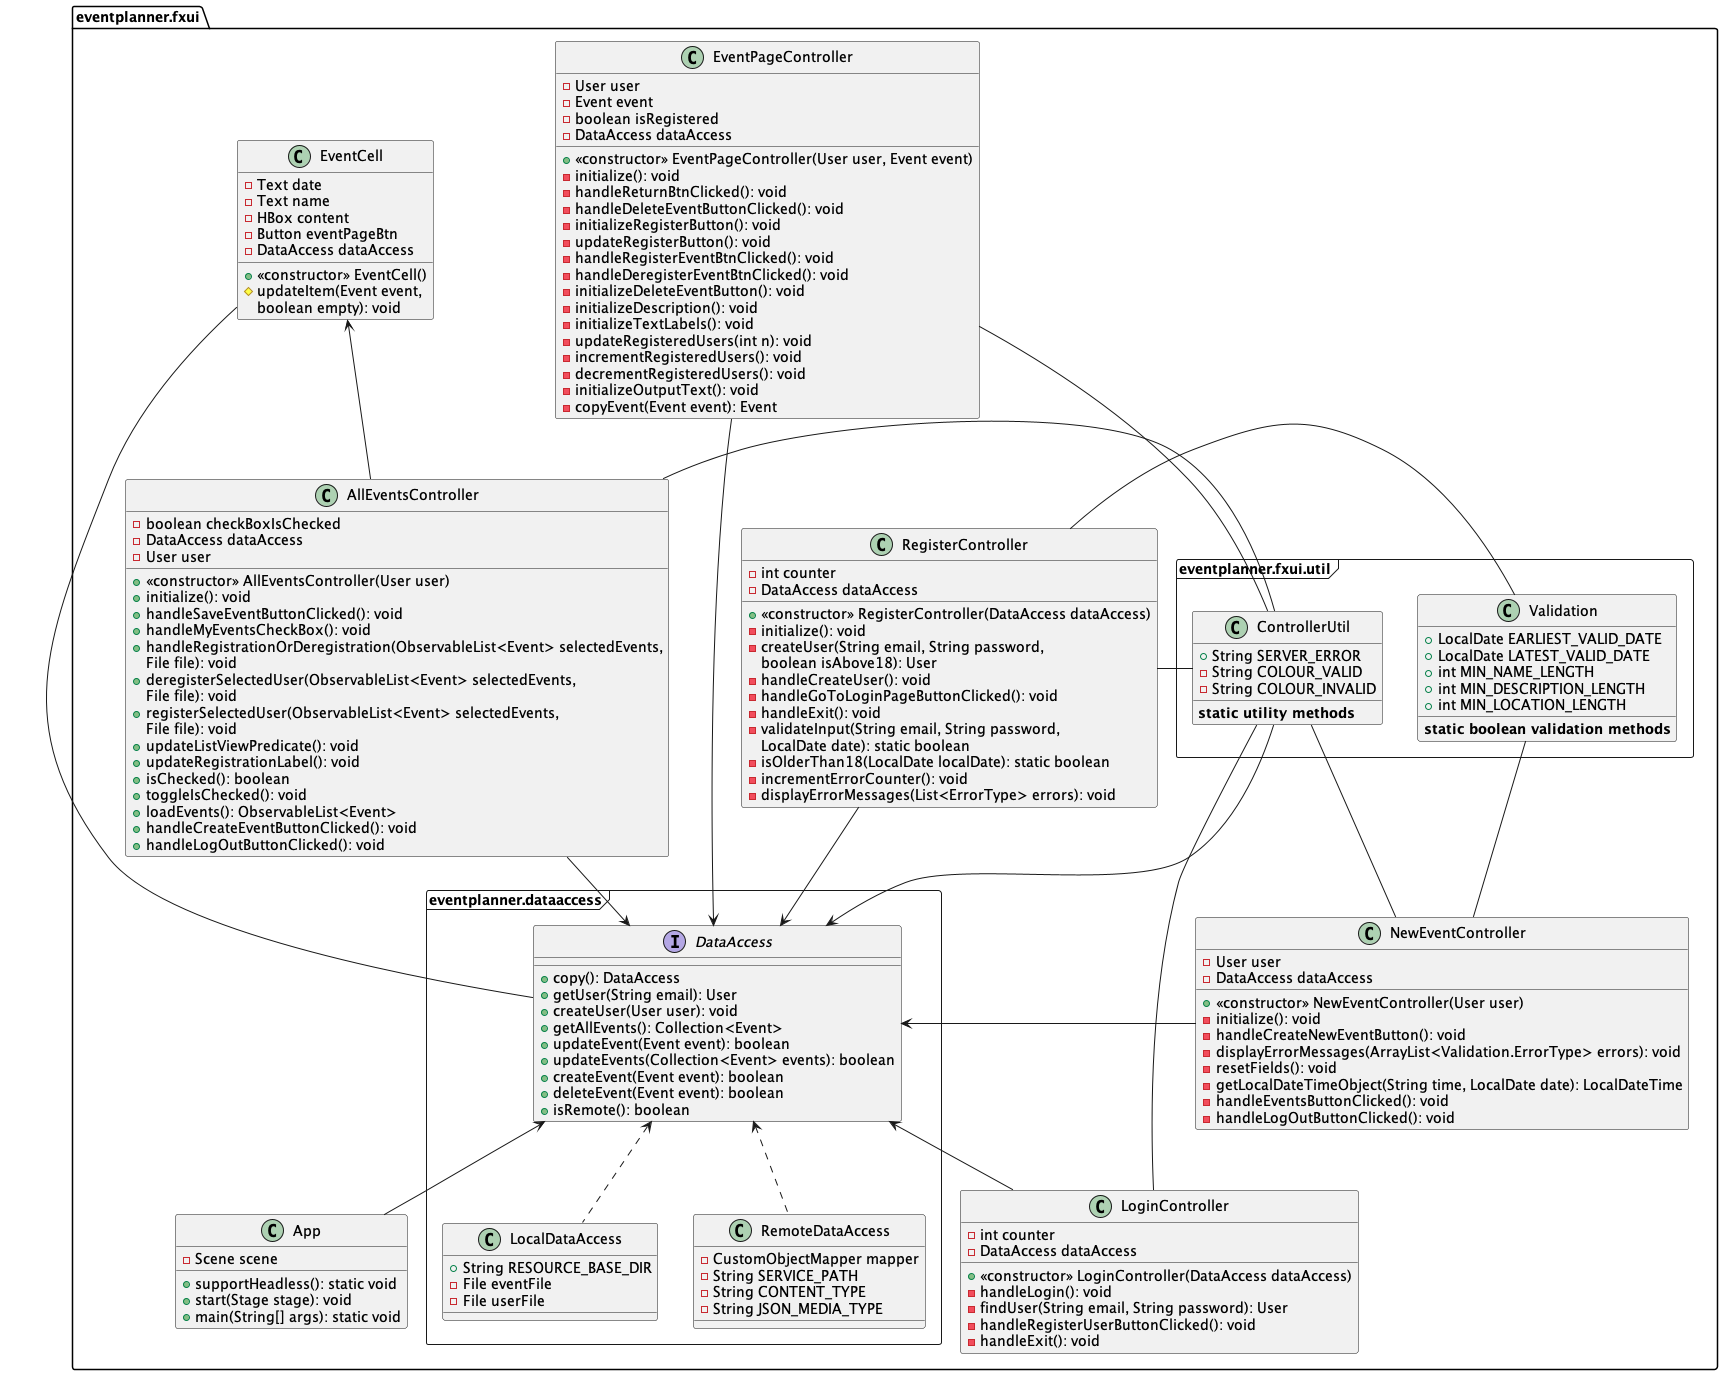 eventplanner.fxui
EventPageController
User user
Event event
boolean isRegistered
DataAccess dataAccess
«constructor» EventPageController(User user, Event event)
initialize(): void
handleReturnBtnClicked(): void
handleDeleteEventButtonClicked(): void
initializeRegisterButton(): void
updateRegisterButton(): void
handleRegisterEventBtnClicked(): void
handleDeregisterEventBtnClicked(): void
initializeDeleteEventButton(): void
initializeDescription(): void
initializeTextLabels(): void
updateRegisteredUsers(int n): void
incrementRegisteredUsers(): void
decrementRegisteredUsers(): void
initializeOutputText(): void
copyEvent(Event event): Event
EventCell
Text date
Text name
HBox content
Button eventPageBtn
DataAccess dataAccess
«constructor» EventCell()
updateItem(Event event,
boolean empty): void
AllEventsController
boolean checkBoxIsChecked
DataAccess dataAccess
User user
«constructor» AllEventsController(User user)
initialize(): void
handleSaveEventButtonClicked(): void
handleMyEventsCheckBox(): void
handleRegistrationOrDeregistration(ObservableList<Event> selectedEvents,
File file): void
deregisterSelectedUser(ObservableList<Event> selectedEvents,
File file): void
registerSelectedUser(ObservableList<Event> selectedEvents,
File file): void
updateListViewPredicate(): void
updateRegistrationLabel(): void
isChecked(): boolean
toggleIsChecked(): void
loadEvents(): ObservableList<Event>
handleCreateEventButtonClicked(): void
handleLogOutButtonClicked(): void
RegisterController
int counter
DataAccess dataAccess
«constructor» RegisterController(DataAccess dataAccess)
initialize(): void
createUser(String email, String password,
boolean isAbove18): User
handleCreateUser(): void
handleGoToLoginPageButtonClicked(): void
handleExit(): void
validateInput(String email, String password,
LocalDate date): static boolean
isOlderThan18(LocalDate localDate): static boolean
incrementErrorCounter(): void
displayErrorMessages(List<ErrorType> errors): void
eventplanner.fxui.util
ControllerUtil
String SERVER_ERROR
String COLOUR_VALID
String COLOUR_INVALID
static utility methods
Validation
LocalDate EARLIEST_VALID_DATE
LocalDate LATEST_VALID_DATE
int MIN_NAME_LENGTH
int MIN_DESCRIPTION_LENGTH
int MIN_LOCATION_LENGTH
static boolean validation methods
eventplanner.dataaccess
DataAccess
copy(): DataAccess
getUser(String email): User
createUser(User user): void
getAllEvents(): Collection<Event>
updateEvent(Event event): boolean
updateEvents(Collection<Event> events): boolean
createEvent(Event event): boolean
deleteEvent(Event event): boolean
isRemote(): boolean
NewEventController
User user
DataAccess dataAccess
«constructor» NewEventController(User user)
initialize(): void
handleCreateNewEventButton(): void
displayErrorMessages(ArrayList<Validation.ErrorType> errors): void
resetFields(): void
getLocalDateTimeObject(String time, LocalDate date): LocalDateTime
handleEventsButtonClicked(): void
handleLogOutButtonClicked(): void
App
Scene scene
supportHeadless(): static void
start(Stage stage): void
main(String[] args): static void
LocalDataAccess
String RESOURCE_BASE_DIR
File eventFile
File userFile
RemoteDataAccess
CustomObjectMapper mapper
String SERVICE_PATH
String CONTENT_TYPE
String JSON_MEDIA_TYPE
LoginController
int counter
DataAccess dataAccess
«constructor» LoginController(DataAccess dataAccess)
handleLogin(): void
findUser(String email, String password): User
handleRegisterUserButtonClicked(): void
handleExit(): void